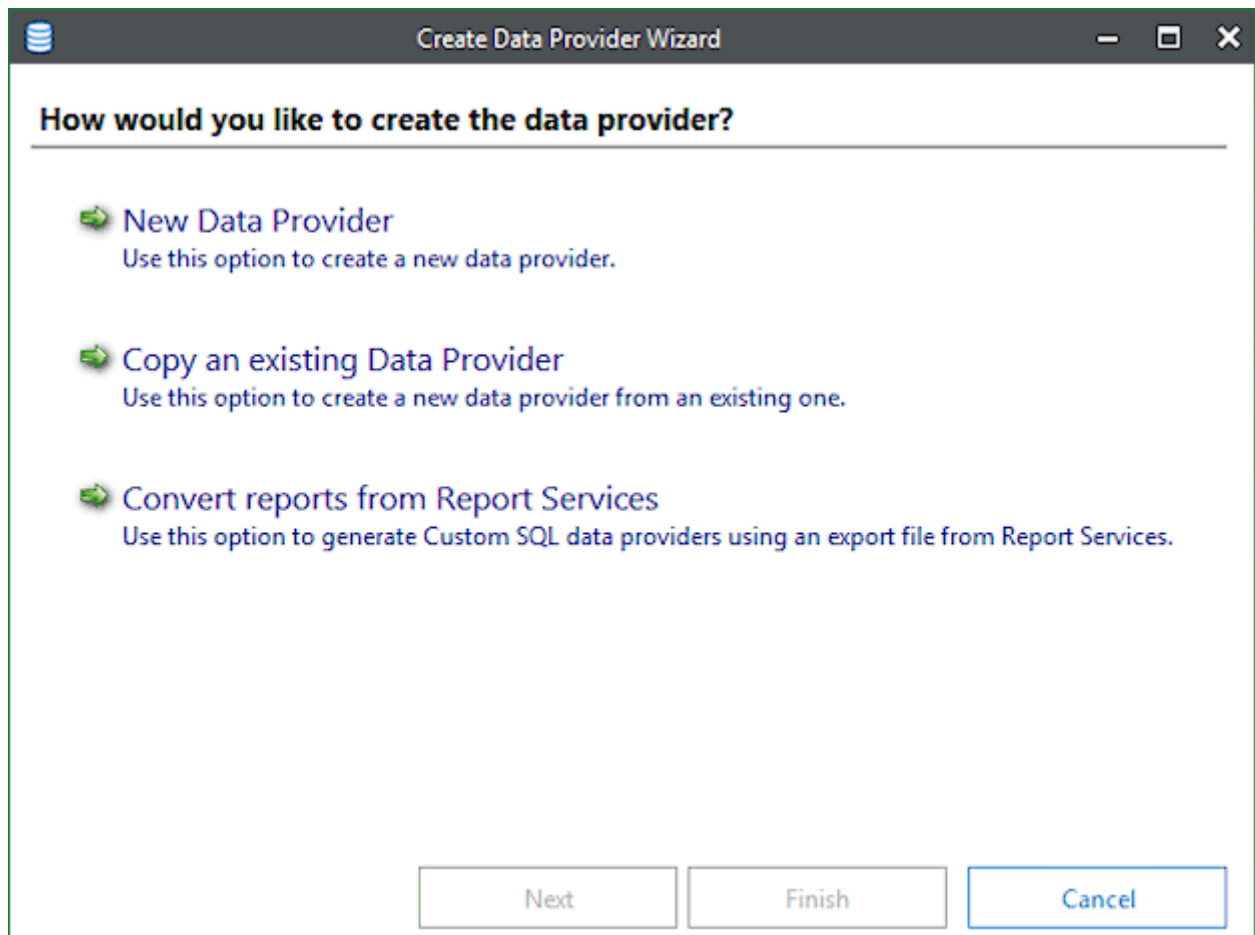 Create Data Provider Wizard
How would you like to create the data provider?
New Data Provider
Use this option to create a new data provider.
Copy an existing Data Provider
Use this option to create a new data provider from an existing one.
Convert reports from Report Services
Use this option to generate Custom SQL data providers using an export file from Report Services.
Next Finish Cancel